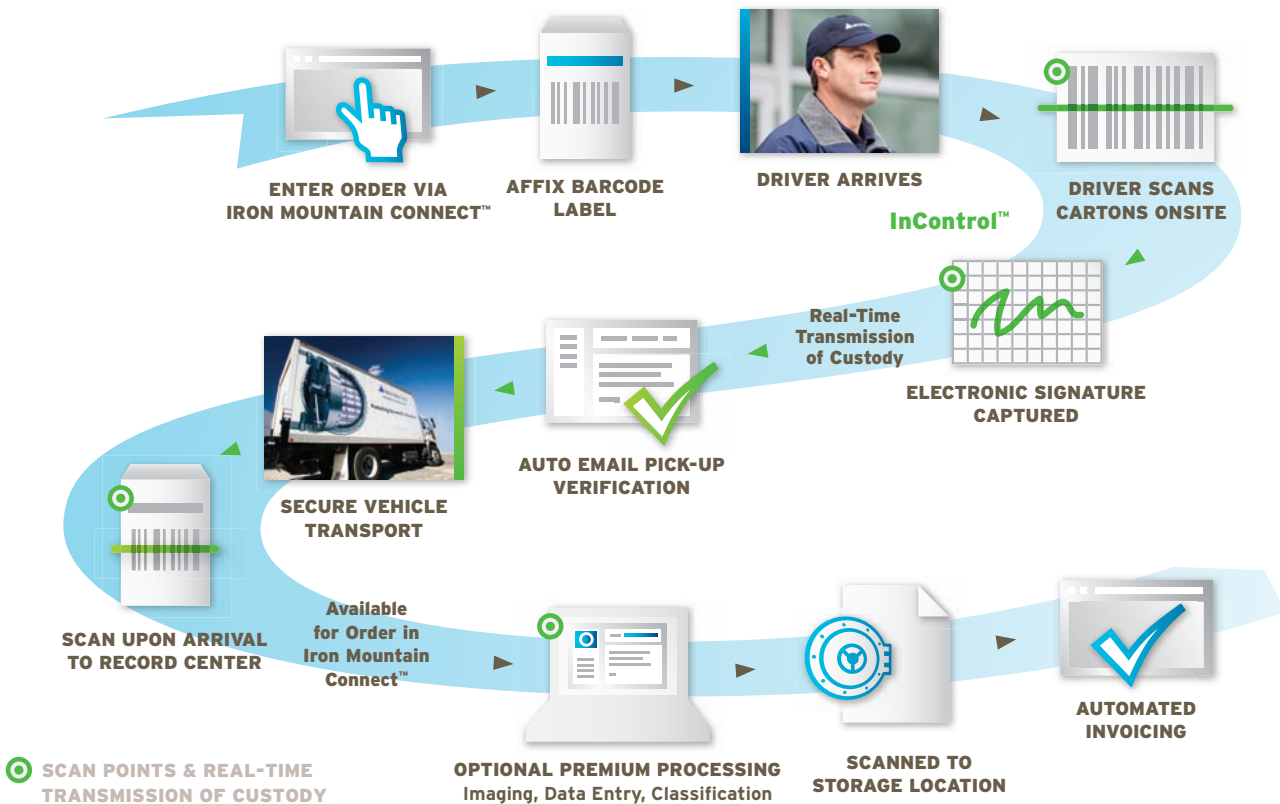 ENTER ORDER VIA
IRON MOUNTAIN CONNECT™
AFFIX BARCODE
LABEL
DRIVER ARRIVES
DRIVER SCANS
CARTONS ONSITE
InControl™
ELECTRONIC SIGNATURE
CAPTURED
Real-Time
Transmission
of Custody
AUTO EMAIL PICK-UP
VERIFICATION
SECURE VEHICLE
TRANSPORT
SCAN UPON ARRIVAL
TO RECORD CENTER
Available
for Order in
Iron Mountain
Connect™
OPTIONAL PREMIUM PROCESSING
Imaging, Data Entry, Classification
SCANNED TO
STORAGE LOCATION
AUTOMATED
INVOICING
SCAN POINTS & REAL-TIME
TRANSMISSION OF CUSTODY